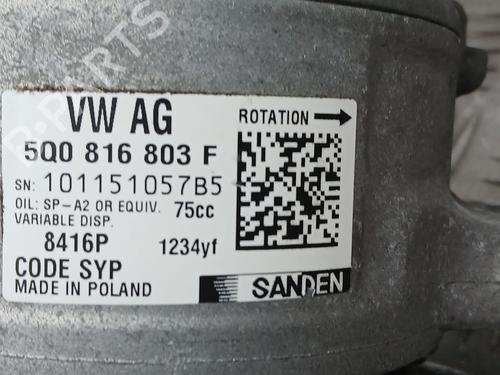 VW AG
ROTATION
5Q0 816 803 F
SN: 101151057B5
OIL: SP-A2 OR EQUIV. 75cc
VARIABLE DISP.
8416P 1234yf
CODE SYP
MADE IN POLAND
SANDEN